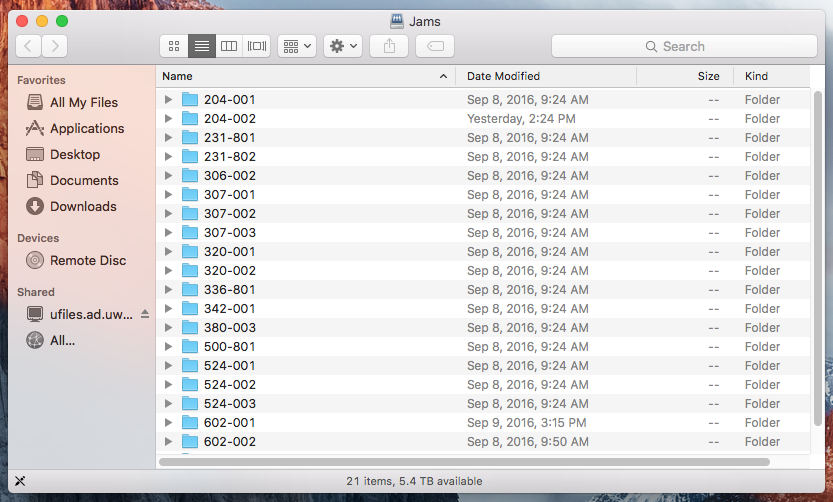 Jams
Search
Favorites
All My Files
Applications
Desktop
Documents
Downloads
Devices
Remote Disc
Shared
ufiles.ad.uw...
All...
Name Date Modified Size Kind
204-001 Sep 8, 2016, 9:24 AM -- Folder
204-002 Yesterday, 2:24 PM -- Folder
231-801 Sep 8, 2016, 9:24 AM -- Folder
231-802 Sep 8, 2016, 9:24 AM -- Folder
306-002 Sep 8, 2016, 9:24 AM -- Folder
307-001 Sep 8, 2016, 9:24 AM -- Folder
307-002 Sep 8, 2016, 9:24 AM -- Folder
307-003 Sep 8, 2016, 9:24 AM -- Folder
320-001 Sep 8, 2016, 9:24 AM -- Folder
320-002 Sep 8, 2016, 9:24 AM -- Folder
336-801 Sep 8, 2016, 9:24 AM -- Folder
342-001 Sep 8, 2016, 9:24 AM -- Folder
380-003 Sep 8, 2016, 9:24 AM -- Folder
500-801 Sep 8, 2016, 9:24 AM -- Folder
524-001 Sep 8, 2016, 9:24 AM -- Folder
524-002 Sep 8, 2016, 9:24 AM -- Folder
524-003 Sep 8, 2016, 9:24 AM -- Folder
602-001 Sep 9, 2016, 3:15 PM -- Folder
602-002 Sep 8, 2016, 9:50 AM -- Folder
21 items, 5.4 TB available